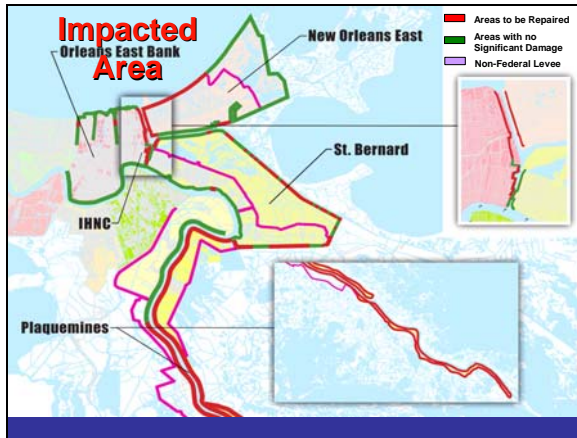 Impacted
Area
Orleans East Bank
New Orleans East
Areas to be Repaired
Areas with no
Significant Damage
Non-Federal Levee
St. Bernard
IHNC
Plaquemines